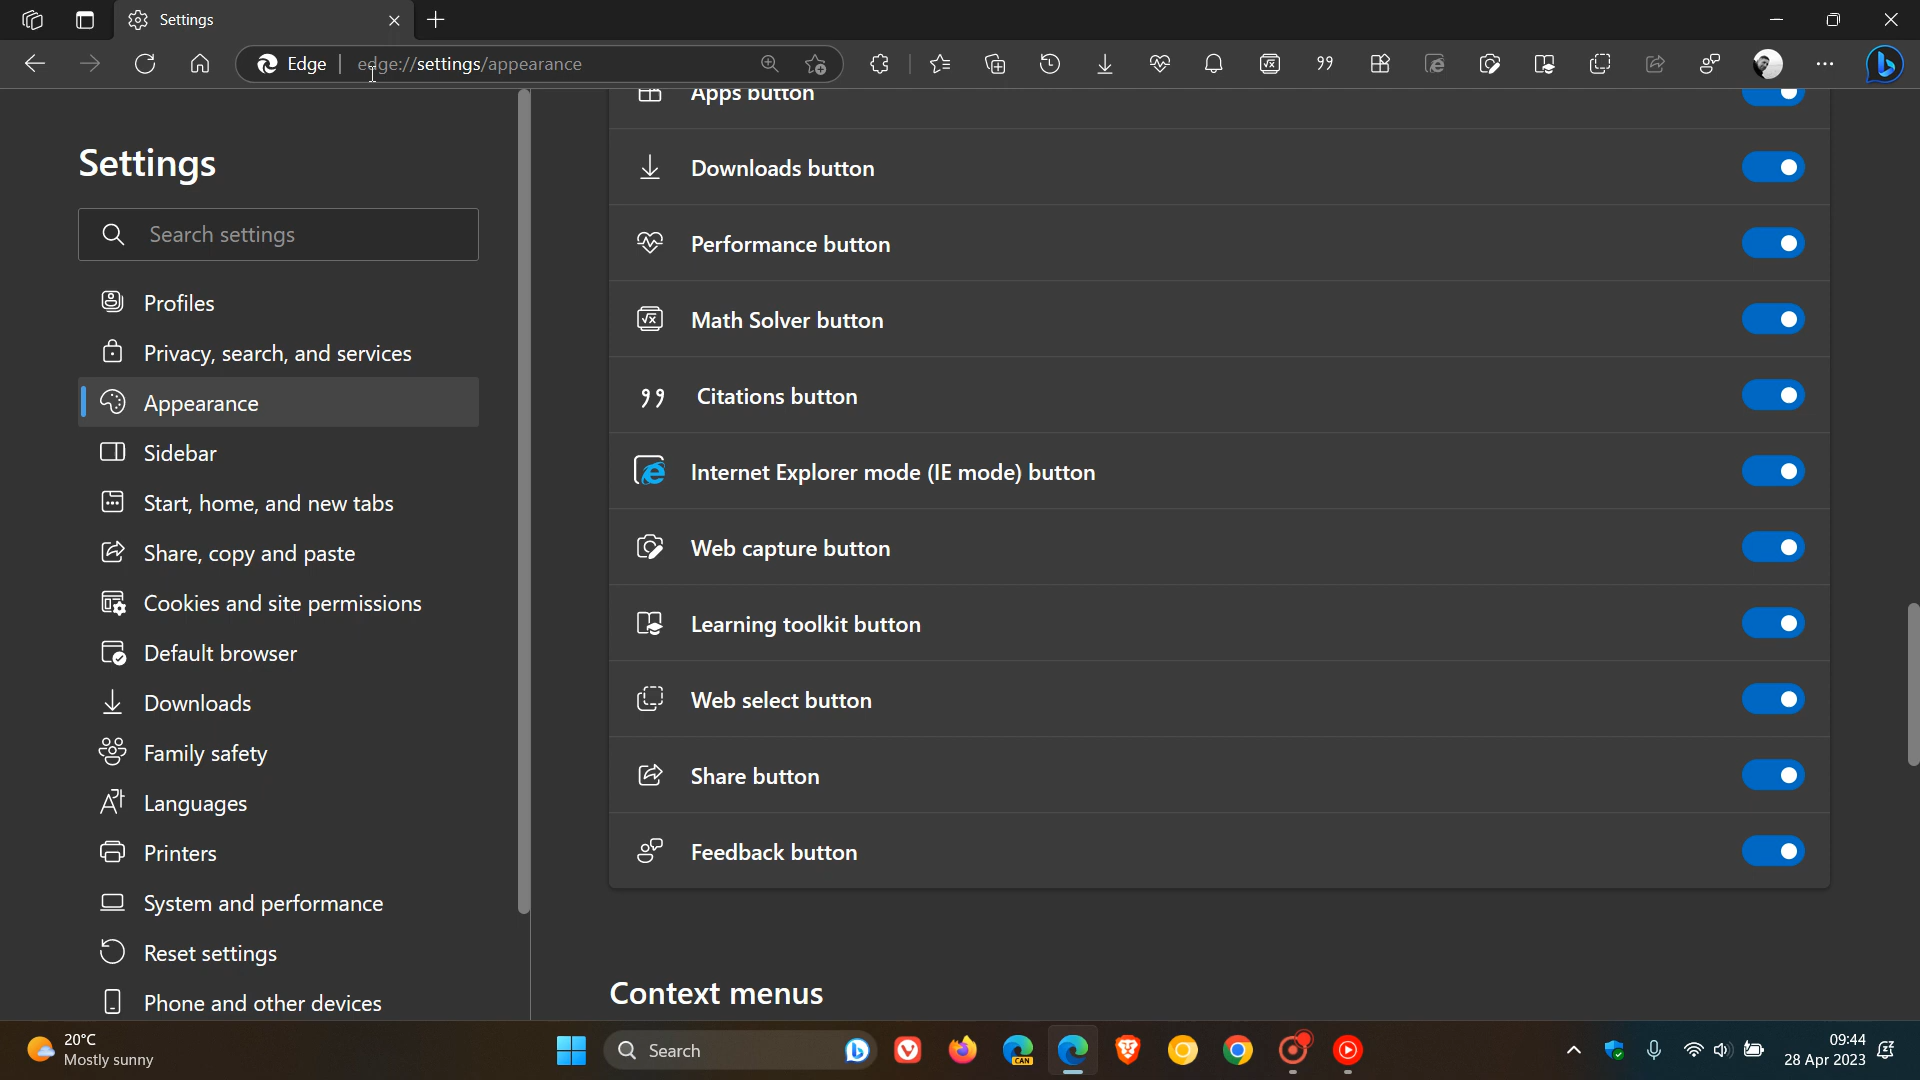 Settings
Edge
edge://settings/appearance
Settings
Search settings
Profiles
Privacy, search, and services
Appearance
Sidebar
Start, home, and new tabs
Share, copy and paste
Cookies and site permissions
Default browser
Downloads
Family safety
Languages
Printers
System and performance
Reset settings
Phone and other devices
Apps button
Downloads button
Performance button
Math Solver button
Citations button
Internet Explorer mode (IE mode) button
Web capture button
Learning toolkit button
Web select button
Share button
Feedback button
Context menus
20°C
Mostly sunny
Search
CAN
09:44
28 Apr 2023